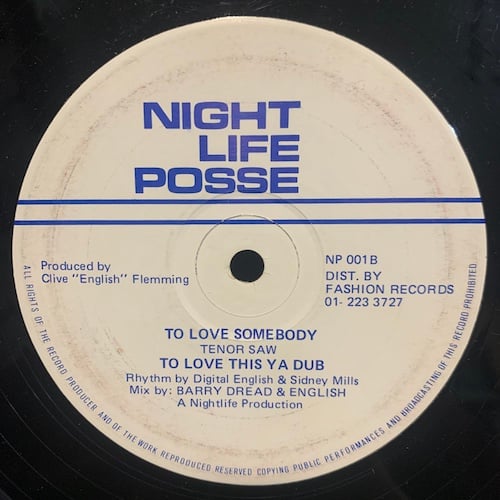 NIGHT
LIFE
POSSE
Produced by
Clive "English" Flemming
NP 001B
DIST. BY
FASHION RECORDS
01- 223 3727
TO LOVE SOMEBODY
TENOR SAW
TO LOVE THIS YA DUB
Rhythm by Digital English & Sidney Mills
Mix by: BARRY DREAD & ENGLISH
A Nightlife Production
ALL RIGHTS OF THE RECORD PRODUCER AND OF THE WORK REPRODUCED RESERVED COPYING PUBLIC PERFORMANCES AND BROADCASTING OF THIS RECORD PROHIBITED